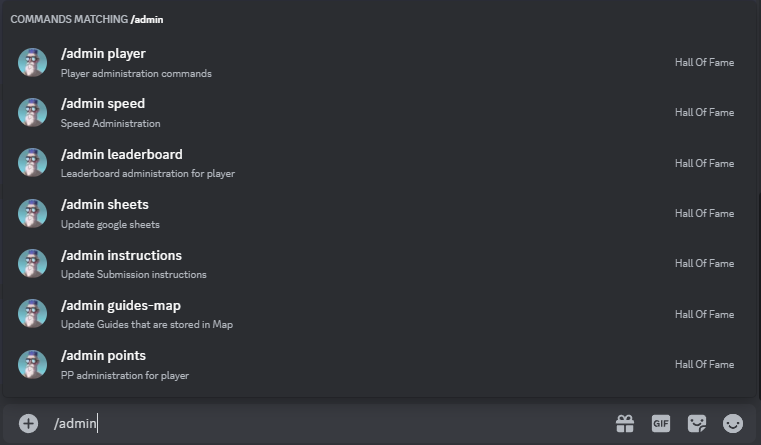 COMMANDS MATCHING /admin
/admin player
Player administration commands
Hall Of Fame
/admin speed
Speed Administration
Hall Of Fame
/admin leaderboard
Leaderboard administration for player
Hall Of Fame
/admin sheets
Update google sheets
Hall Of Fame
/admin instructions
Update Submission instructions
Hall Of Fame
/admin guides-map
Update Guides that are stored in Map
Hall Of Fame
/admin points
PP administration for player
Hall Of Fame
/admin
GIF